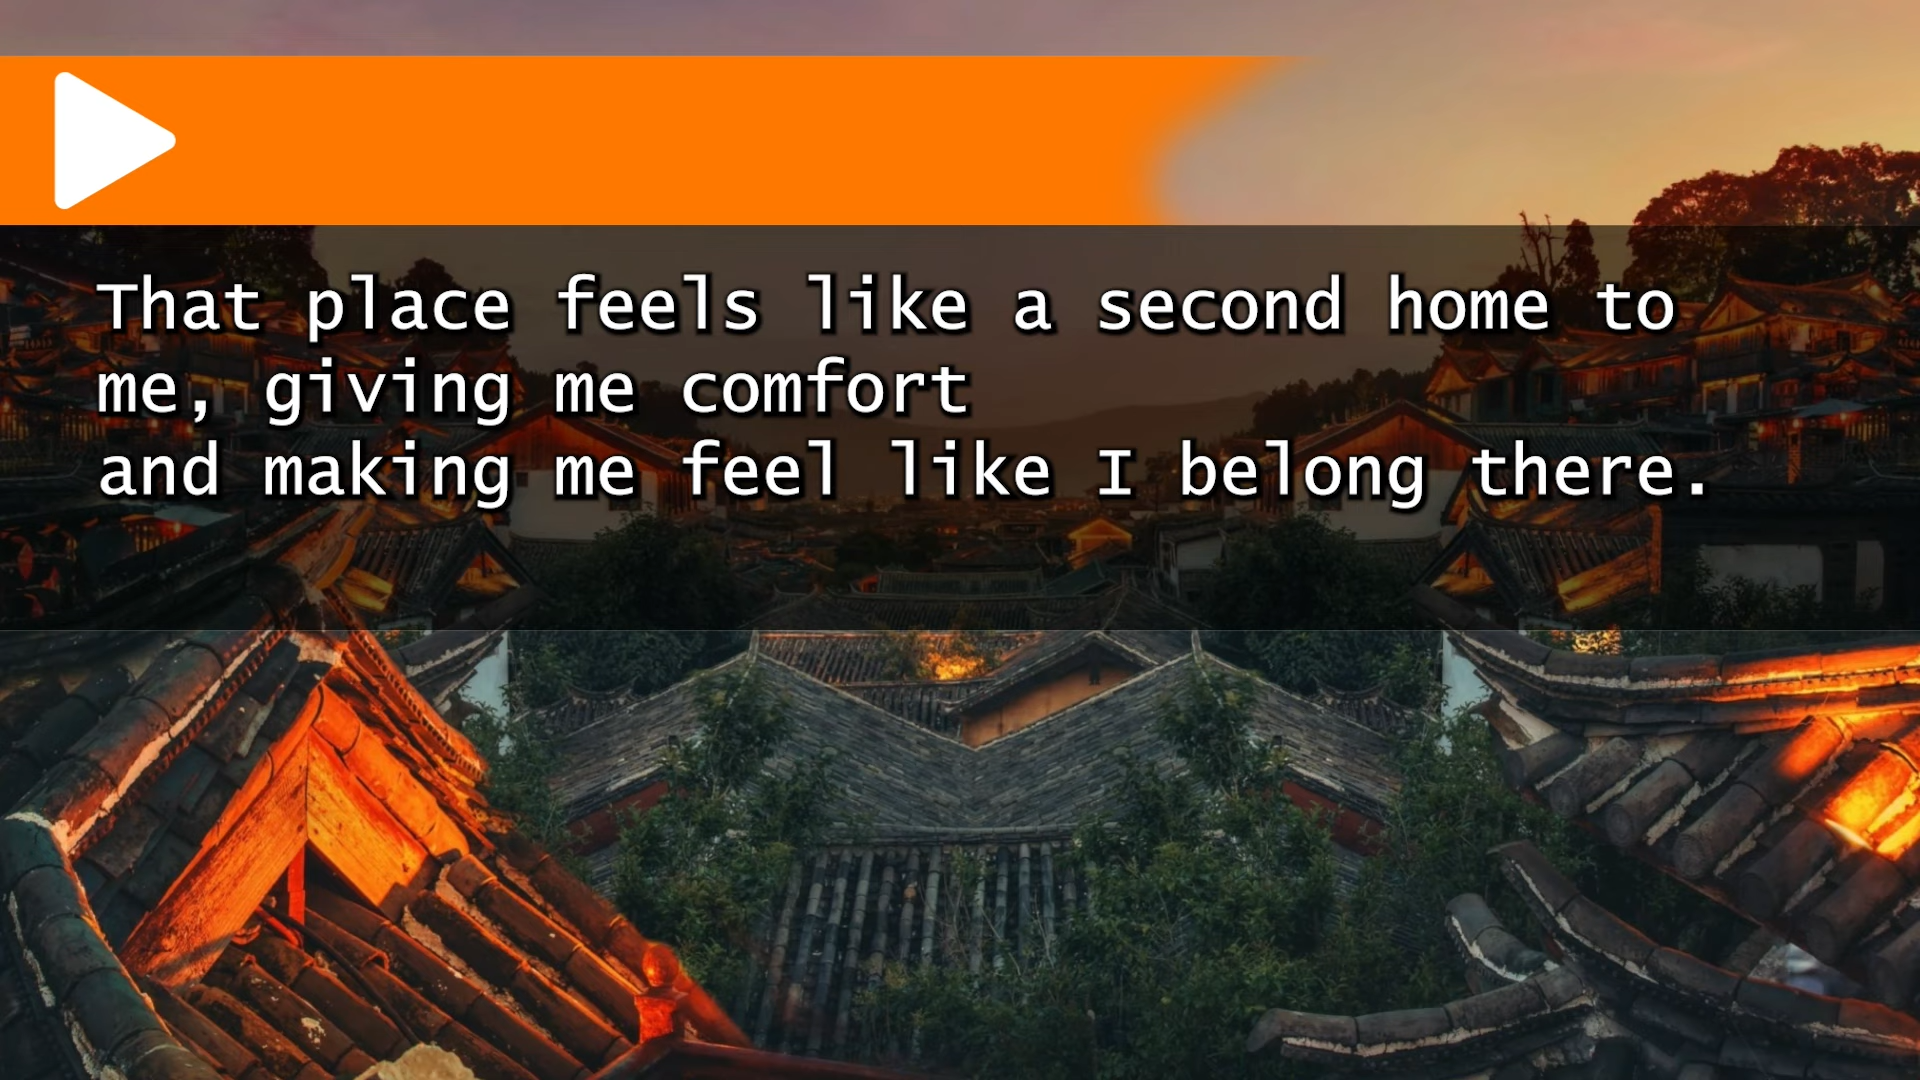 That place feels like a second home to
me, giving me comfort
and making me feel like I belong there.